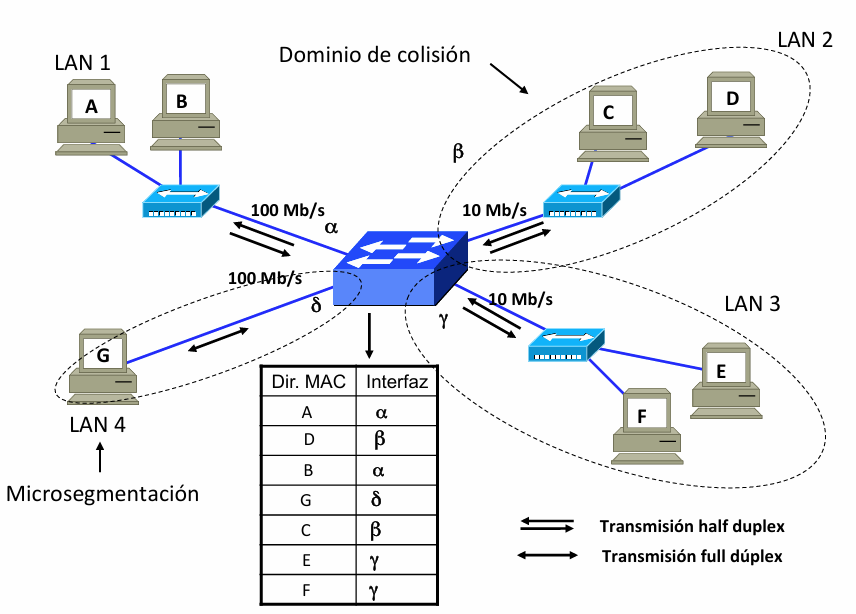 Dominio de colisión
LAN 2
LAN 1
A
B
C
D
β
100 Mb/s
α
10 Mb/s
100 Mb/s
δ
10 Mb/s
γ
LAN 3
G
E
F
LAN 4
Microsegmentación
Dir. MAC Interfaz
A α
D β
B α
G δ
C β
E γ
F γ
Transmisión half duplex
Transmisión full dúplex